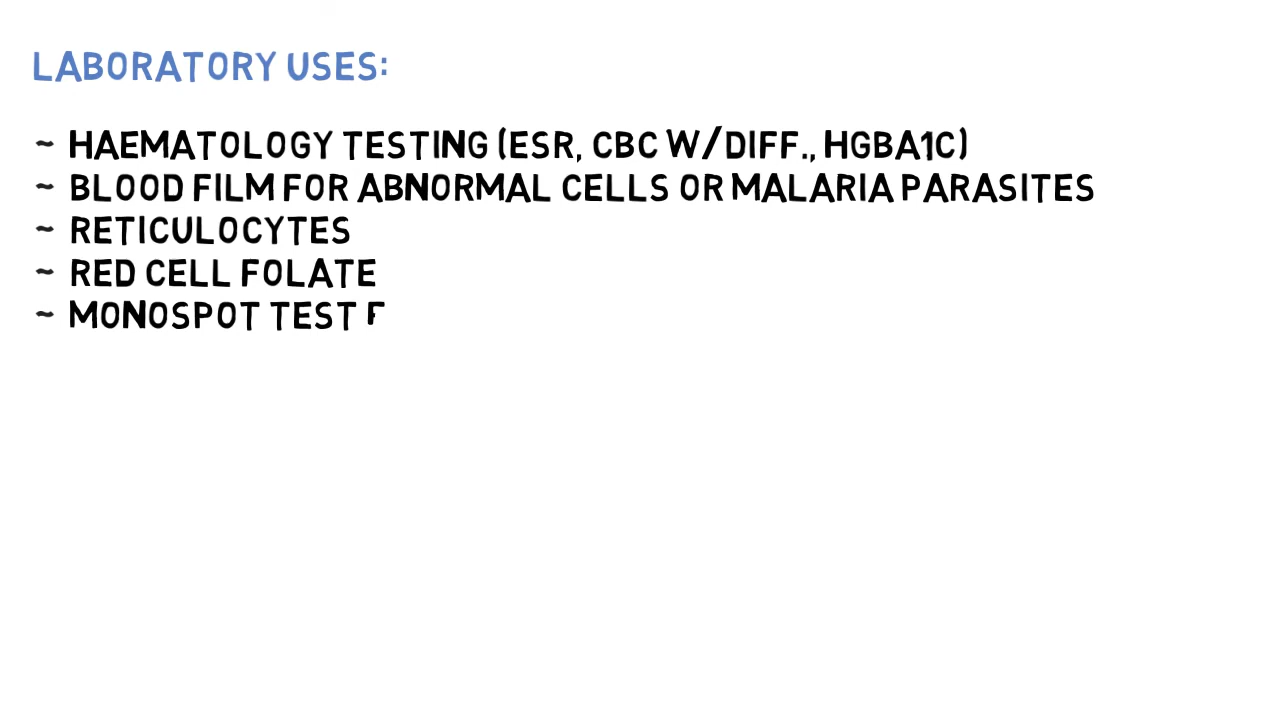 LABORATORY USES:
~ HAEMATOLOGY TESTING (ESR, CBC W/DIFF., HGBA1C)
~ BLOOD FILM FOR ABNORMAL CELLS OR MALARIA PARASITES
~ RETICULOCYTES
~ RED CELL FOLATE
~ MONOSPOT TEST F